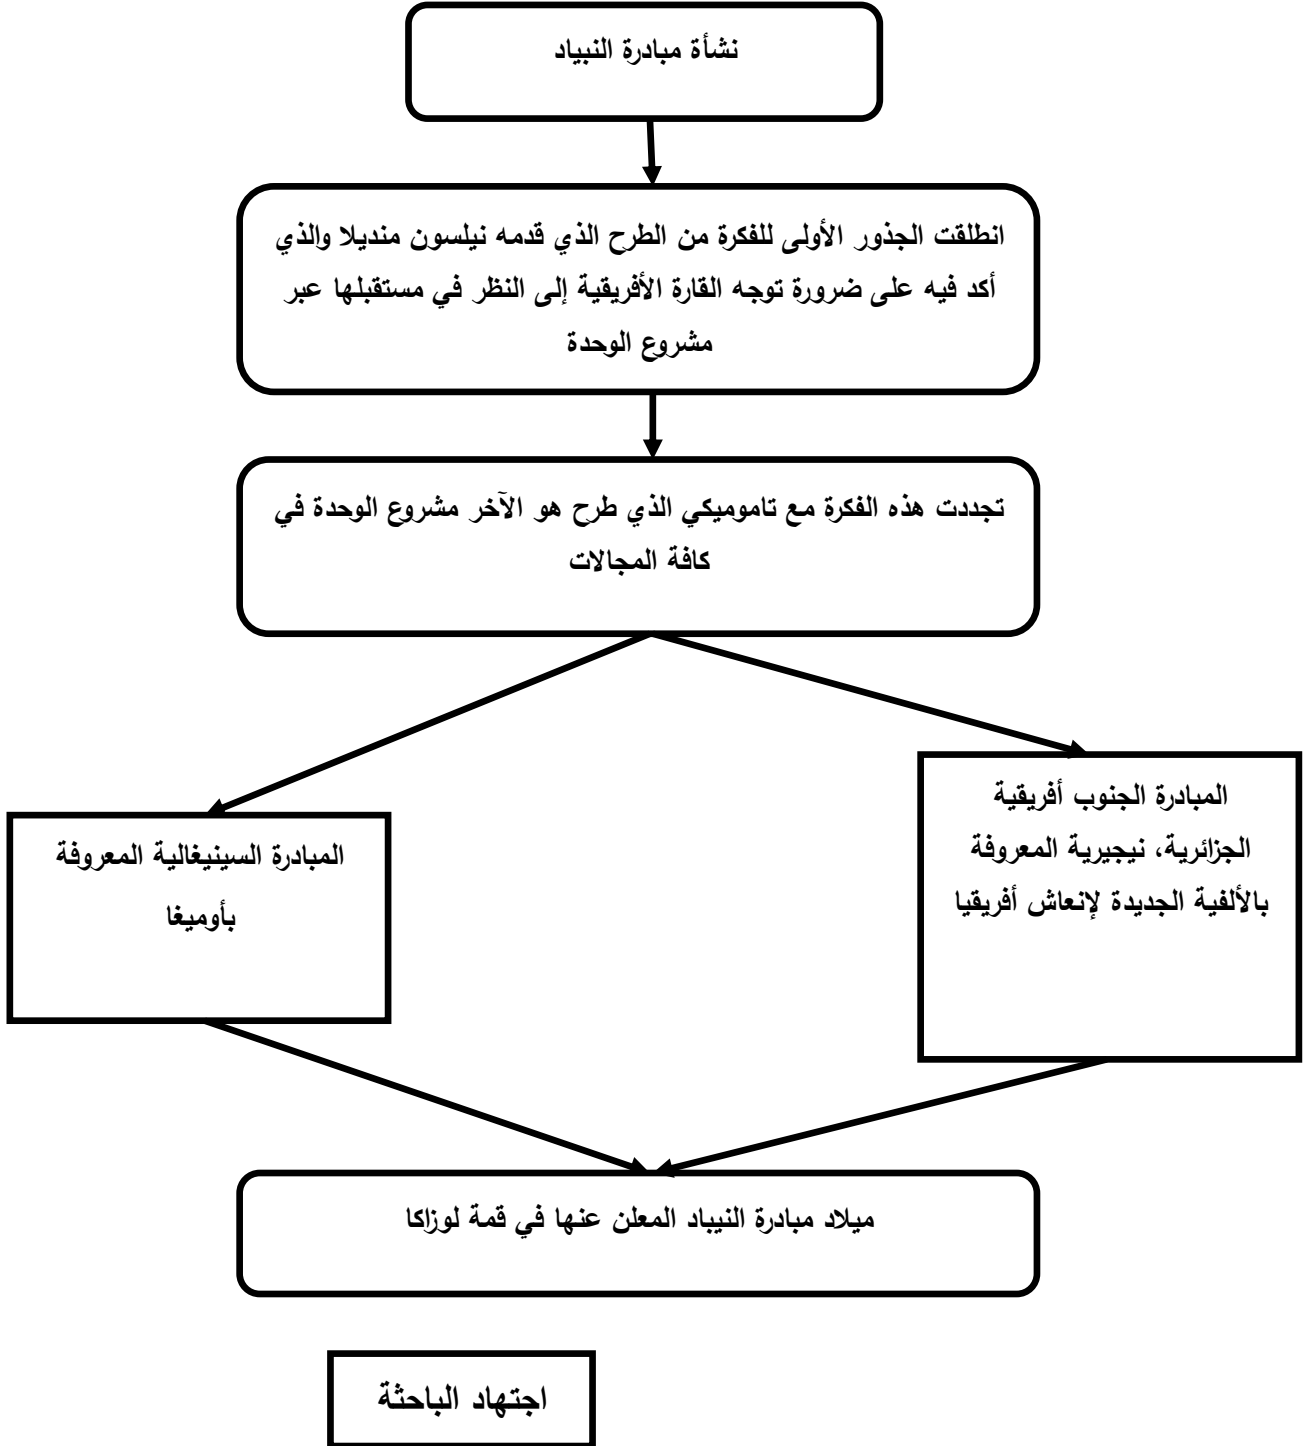 نشأة مبادرة النبياد
انطلقت الجذور الأولى للفكرة من الطرح الذي قدمه نيلسون منديلا والذي
أكد فيه على ضرورة توجه القارة الأفريقية إلى النظر في مستقبلها عبر
مشروع الوحدة
تجددت هذه الفكرة مع تاموميكي الذي طرح هو الآخر مشروع الوحدة في
كافة المجالات
المبادرة الجنوب أفريقية
الجزائرية، نيجيرية المعروفة
بالألفية الجديدة لإنعاش أفريقيا
المبادرة السينيغالية المعروفة
بأوميغا
ميلاد مبادرة النيباد المعلن عنها في قمة لوزاكا
اجتهاد الباحثة